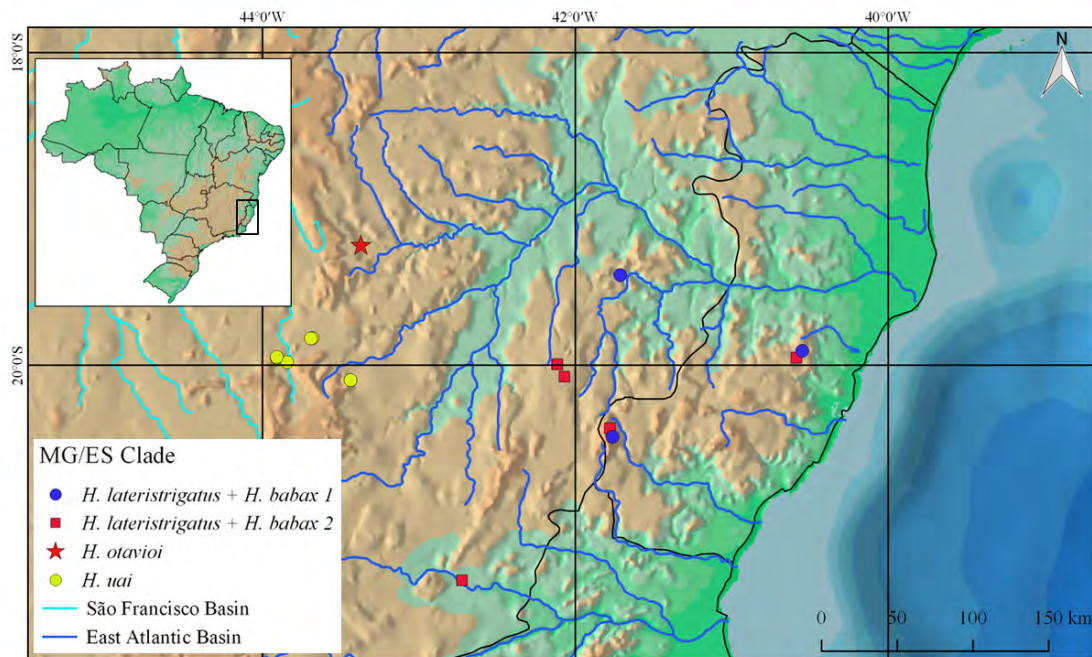 44°0'W 42°0'W 40°0'W
18°0'S
N
20°0'S
MG/ES Clade
H. lateristrigatus + H. babax 1
H. lateristrigatus + H. babax 2
H. otavioi
H. uai
São Francisco Basin
East Atlantic Basin
0 50 100 150 km